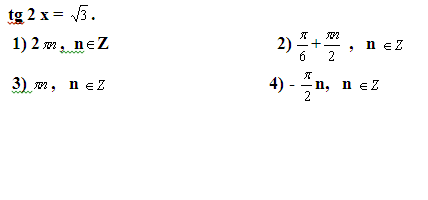 tg 2 x = √3 .
1) 2 πn , n ∈ Z 2) π/6 + πn/2 , n ∈ Z
3) πn , n ∈ Z 4) - π/2 n, n ∈ Z